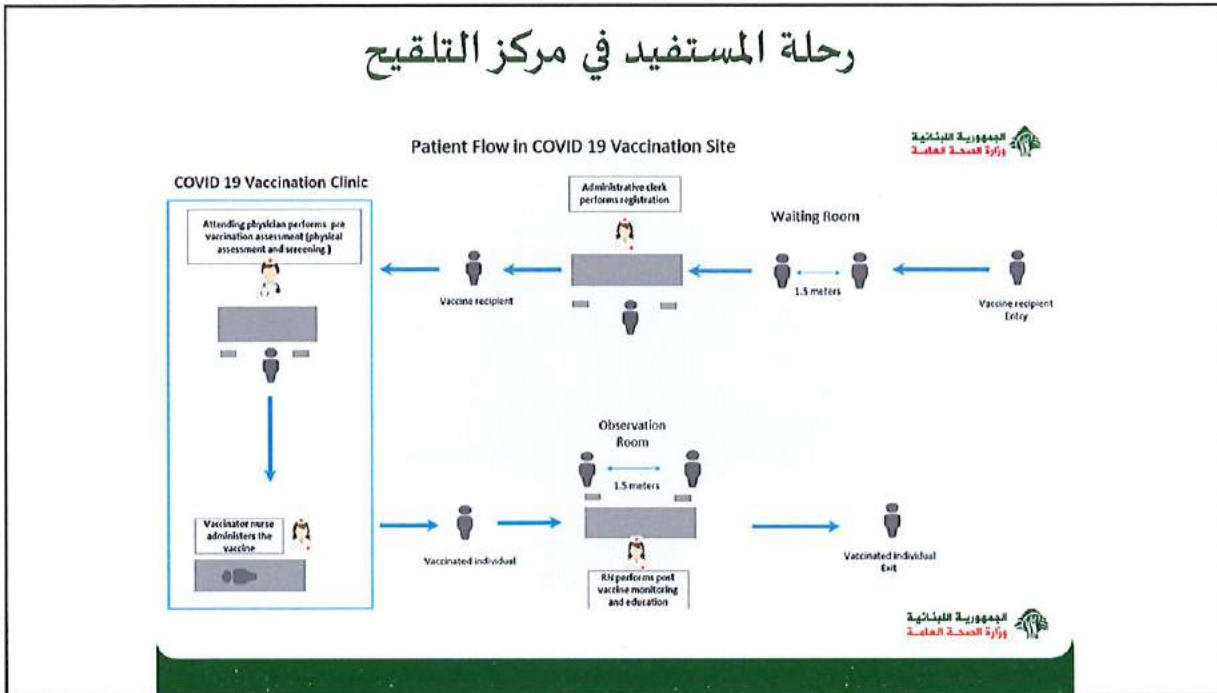 رحلة المستفيد في مركز التلقيح
Patient Flow in COVID 19 Vaccination Site
الجمهورية اللبنانية
وزارة الصحة العامة
COVID 19 Vaccination Clinic
Attending physician performs pre
vaccination assessment (physical
assessment and screening )
Administrative clerk
performs registration
Waiting Room
1.5 meters
Vaccine recipient
Vaccine recipient
Entry
Vaccinator nurse
administers the
vaccine
Vaccinated individual
Observation
Room
1.5 meters
RN performs post
vaccine monitoring
and education
Vaccinated individual
Exit
الجمهورية اللبنانية
وزارة الصحة العامة